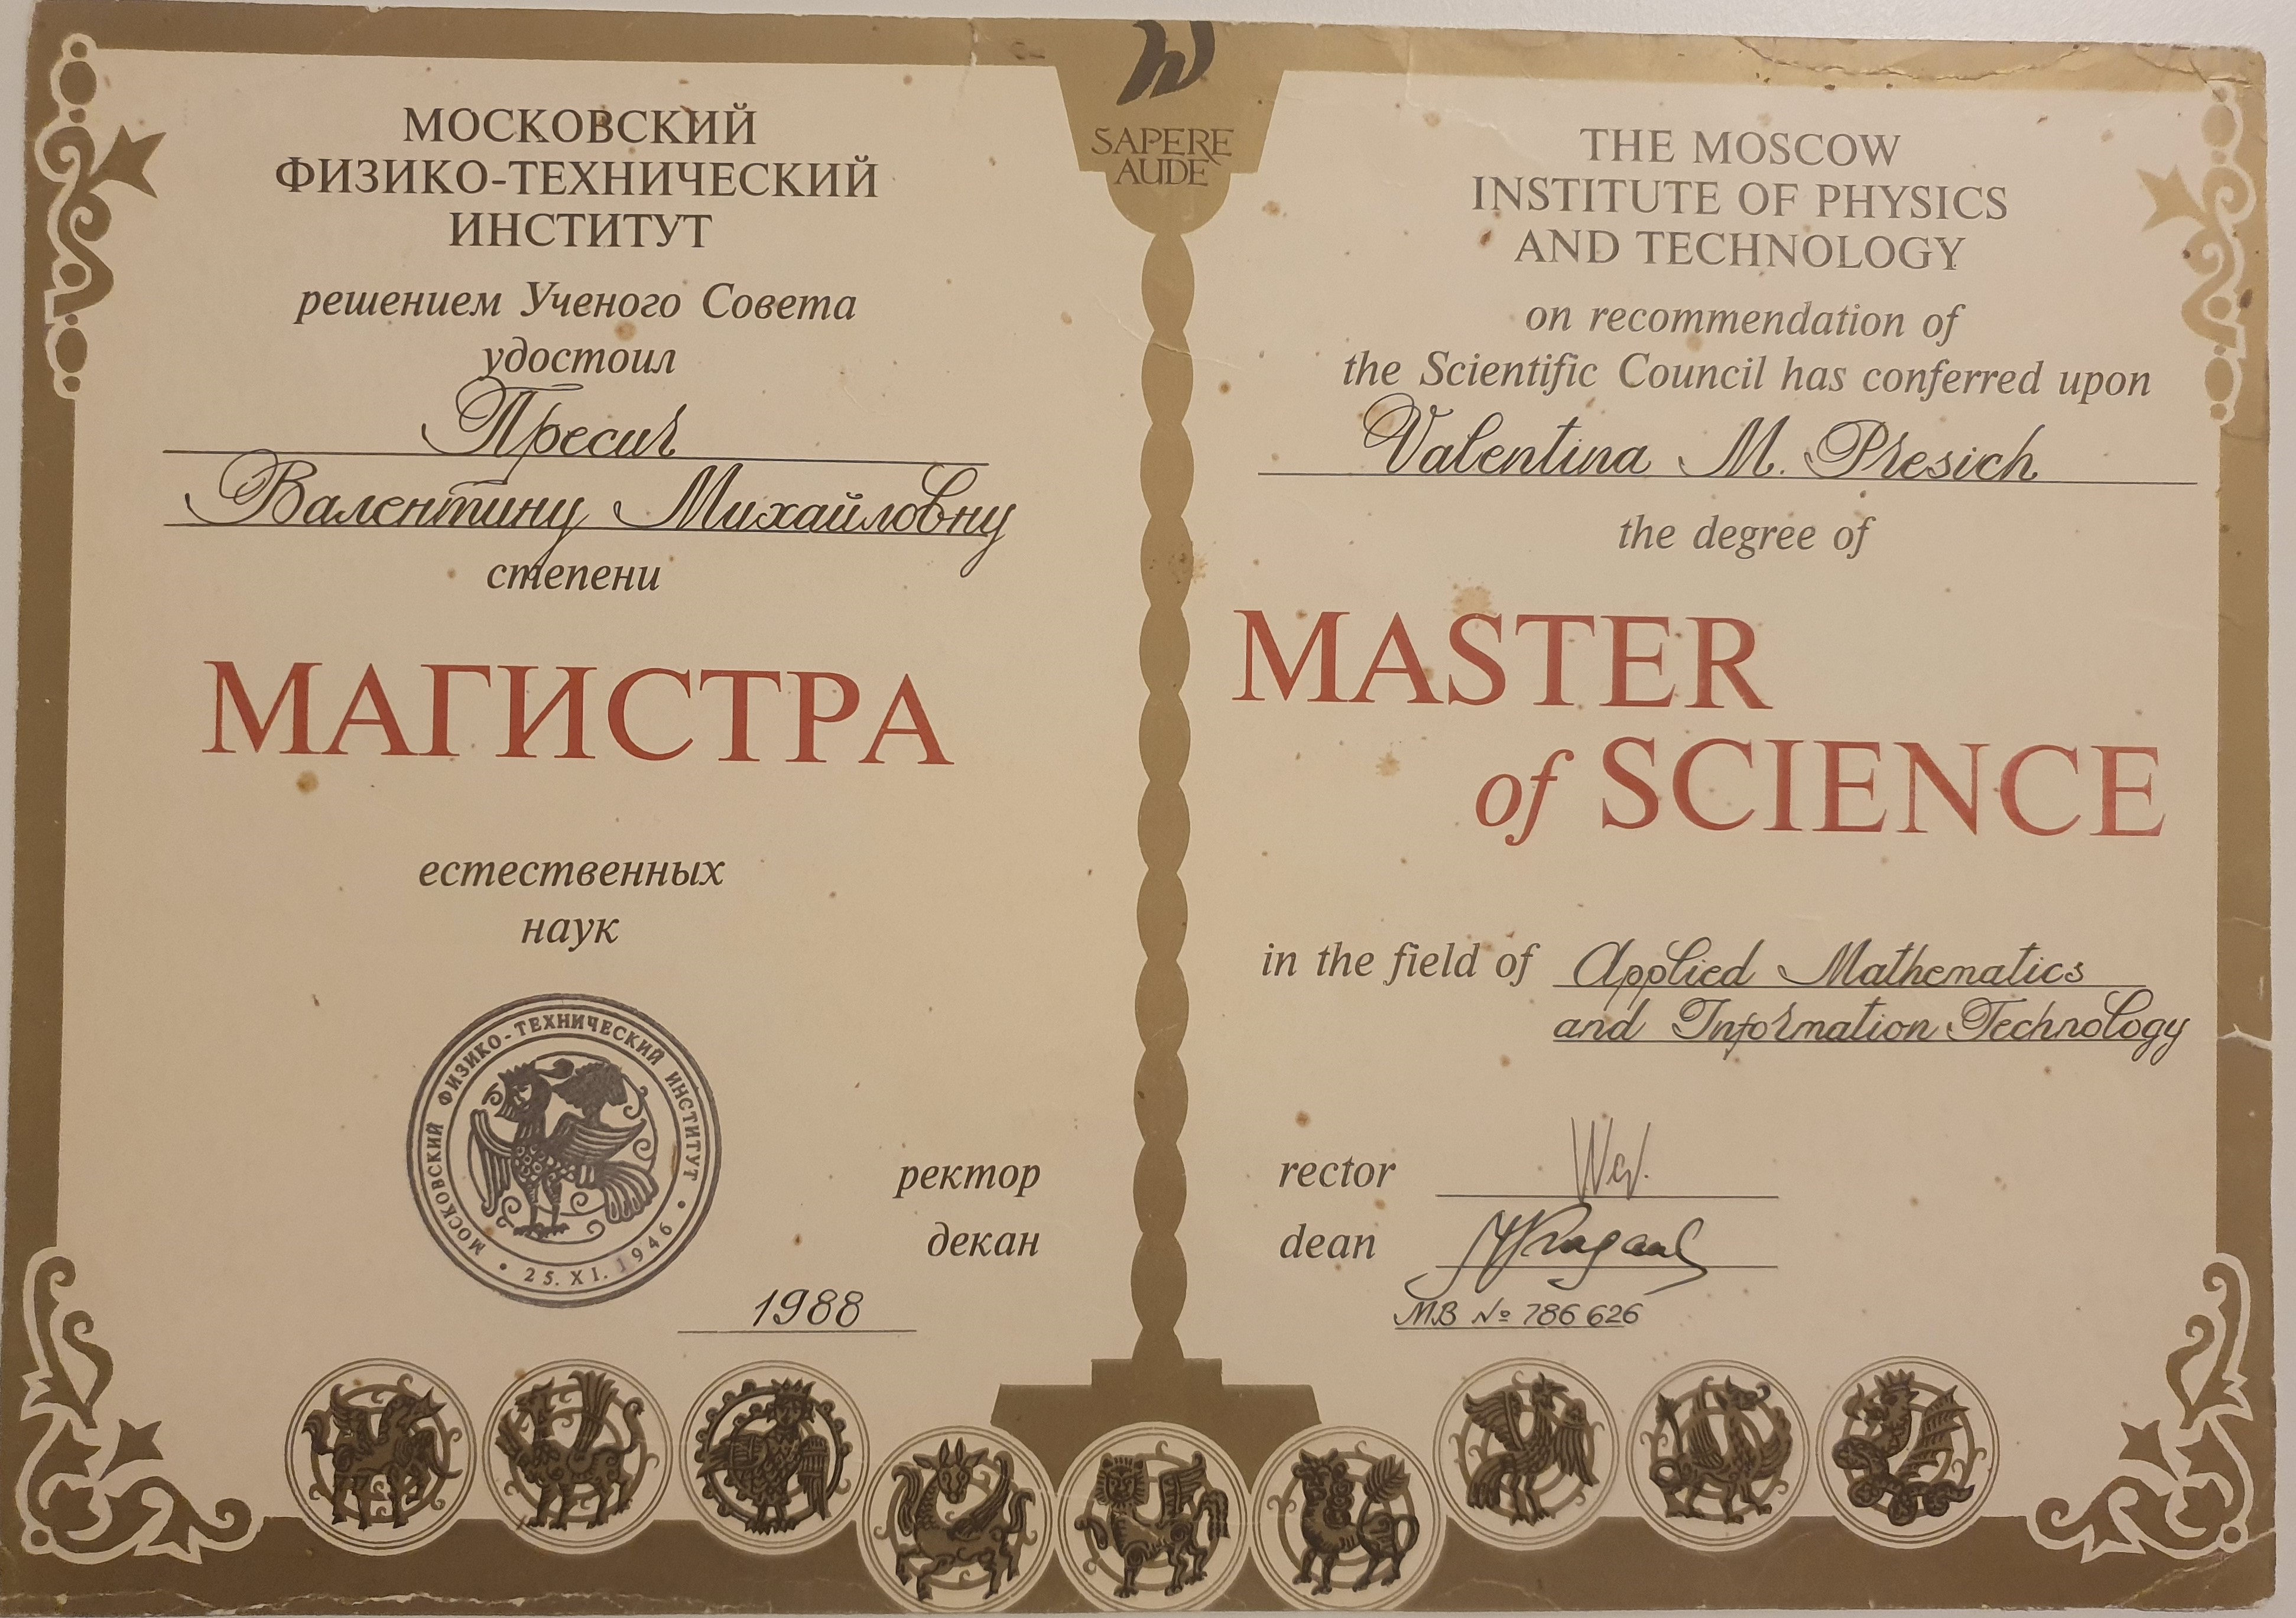 SAPERE
AUDE
МОСКОВСКИЙ
ФИЗИКО-ТЕХНИЧЕСКИЙ
ИНСТИТУТ
решением Ученого Совета
удостоил
Пресич
Валентину Михайловну
степени
МАГИСТРА
естественных
наук
МОСКОВСКИЙ ФИЗИКО-ТЕХНИЧЕСКИЙ ИНСТИТУТ • 25. XI. 1946 •
ректор
декан
1988
THE MOSCOW
INSTITUTE OF PHYSICS
AND TECHNOLOGY
on recommendation of
the Scientific Council has conferred upon
Valentina M. Presich
the degree of
MASTER
of SCIENCE
in the field of Applied Mathematics
and Information Technology
rector
dean
МВ № 786 626